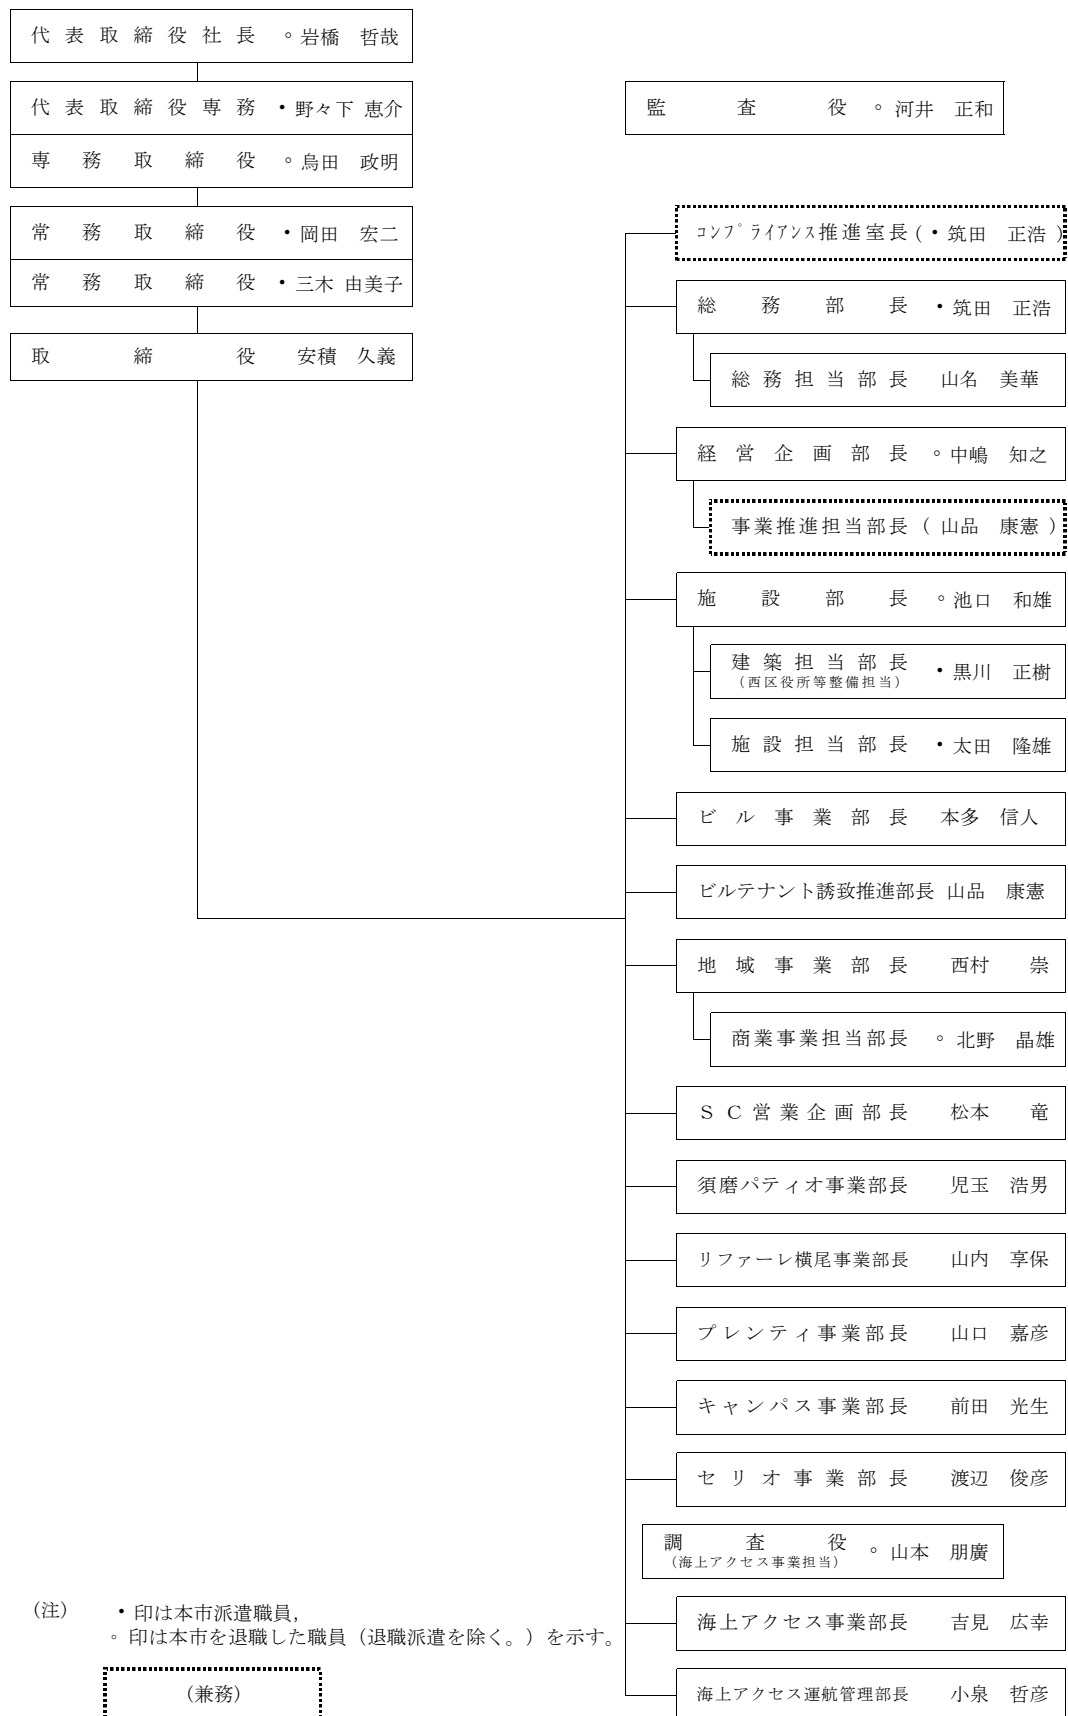 代表取締役社長 ◦岩橋 哲哉
代表取締役専務 ・野々下 恵介
専務取締役 ◦鳥田 政明
常務取締役 ・岡田 宏二
常務取締役 ・三木 由美子
取締役 安積 久義
監査役 ◦河井 正和
コンプライアンス推進室長(・筑田 正浩)
総務部長 ・筑田 正浩
総務担当部長 山名 美華
経営企画部長 ◦中嶋 知之
事業推進担当部長(山品 康憲)
施設部長 ◦池口 和雄
建築担当部長 ・黒川 正樹
(西区役所等整備担当)
施設担当部長 ・太田 隆雄
ビル事業部長 本多 信人
ビルテナント誘致推進部長 山品 康憲
地域事業部長 西村 崇
商業事業担当部長 ◦北野 晶雄
SC営業企画部長 松本 竜
須磨パティオ事業部長 児玉 浩男
リファーレ横尾事業部長 山内 享保
プレンティ事業部長 山口 嘉彦
キャンパス事業部長 前田 光生
セリオ事業部長 渡辺 俊彦
調査役 ◦山本 朋廣
(海上アクセス事業担当)
海上アクセス事業部長 吉見 広幸
海上アクセス運航管理部長 小泉 哲彦
(注) ・印は本市派遣職員,
◦印は本市を退職した職員(退職派遣を除く。)を示す。
(兼務)